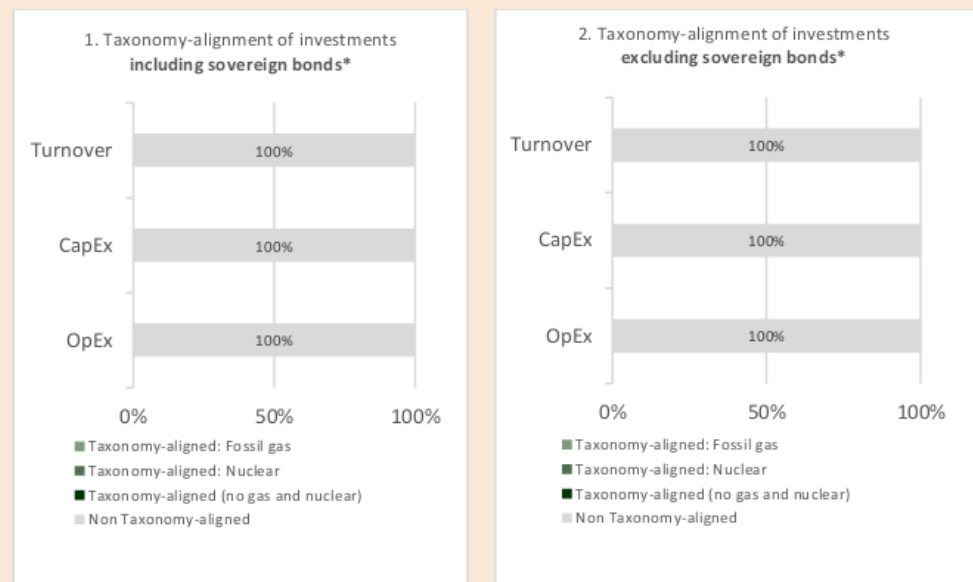 1. Taxonomy-alignment of investments
including sovereign bonds*
Turnover
100%
CapEx
100%
OpEx
100%
0% 50% 100%
Taxonomy-aligned: Fossil gas
Taxonomy-aligned: Nuclear
Taxonomy-aligned (no gas and nuclear)
Non Taxonomy-aligned
2. Taxonomy-alignment of investments
excluding sovereign bonds*
Turnover
100%
CapEx
100%
OpEx
100%
0% 50% 100%
Taxonomy-aligned: Fossil gas
Taxonomy-aligned: Nuclear
Taxonomy-aligned (no gas and nuclear)
Non Taxonomy-aligned